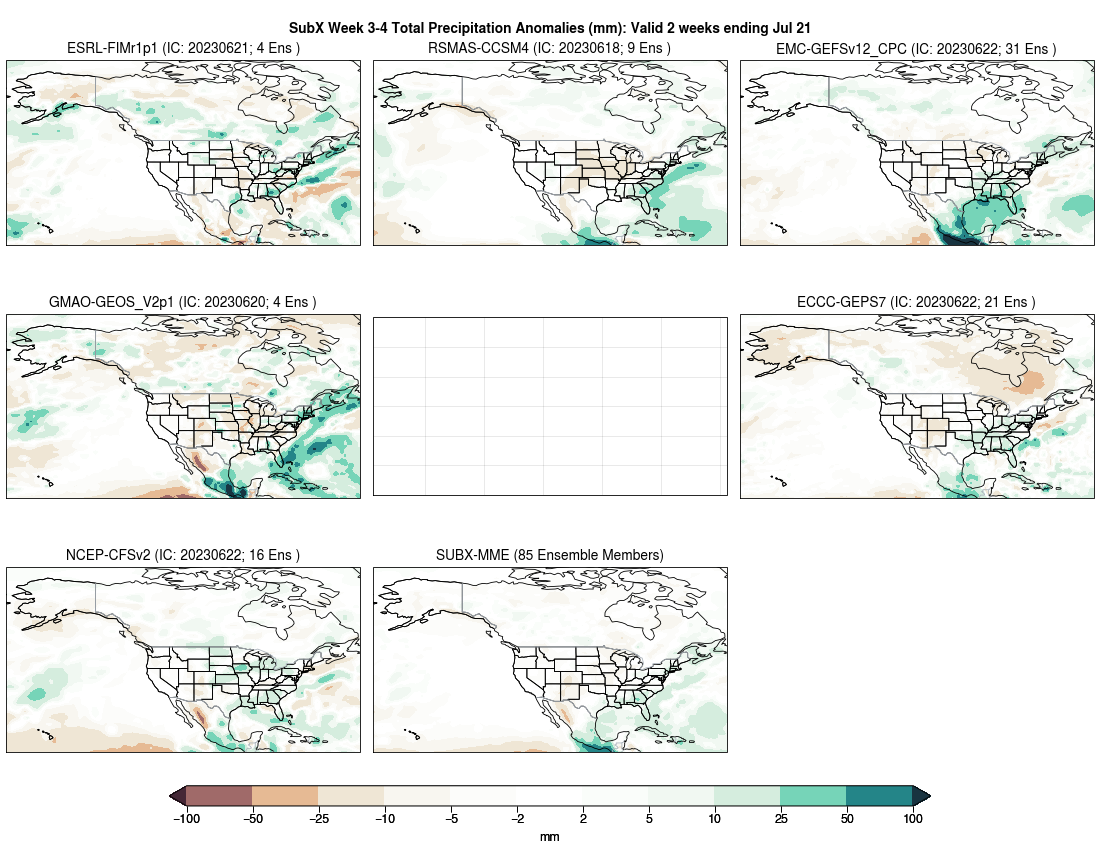 SubX Week 3-4 Total Precipitation Anomalies (mm): Valid 2 weeks ending Jul 21
ESRL-FIMr1p1 (IC: 20230621; 4 Ens )
RSMAS-CCSM4 (IC: 20230618; 9 Ens )
EMC-GEFSv12_CPC (IC: 20230622; 31 Ens )
GMAO-GEOS_V2p1 (IC: 20230620; 4 Ens )
ECCC-GEPS7 (IC: 20230622; 21 Ens )
NCEP-CFSv2 (IC: 20230622; 16 Ens )
SUBX-MME (85 Ensemble Members)
−100 −50 −25 −10 −5 −2 2 5 10 25 50 100
mm